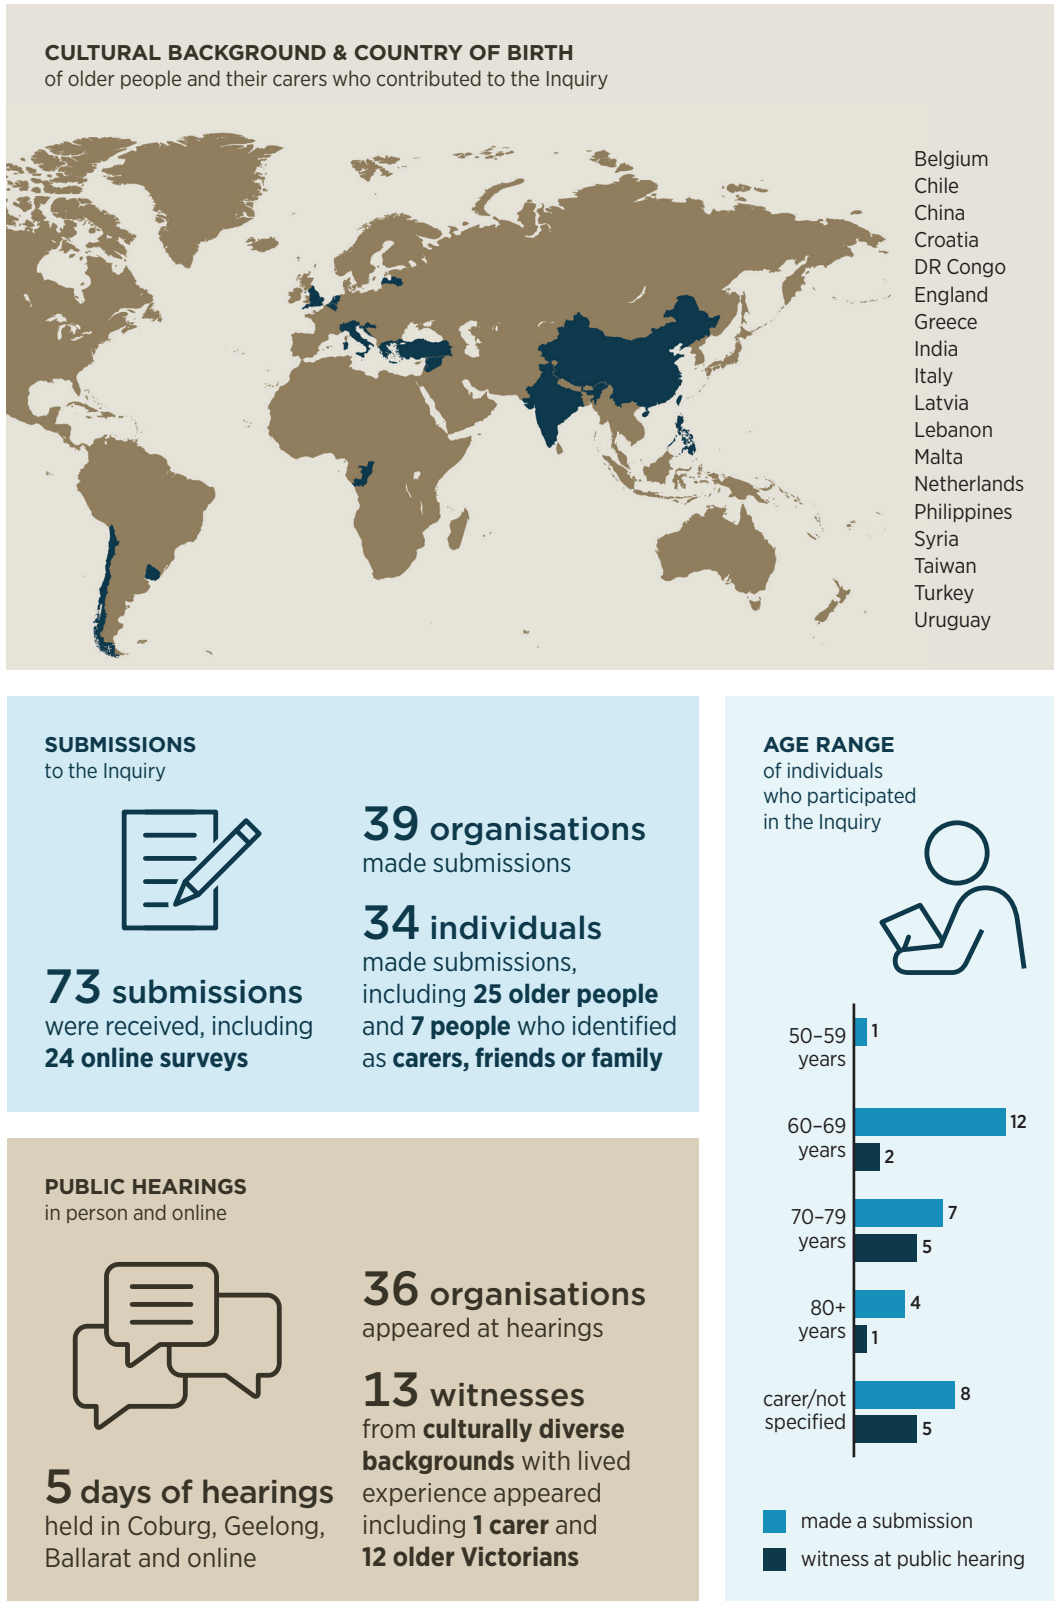 CULTURAL BACKGROUND & COUNTRY OF BIRTH
of older people and their carers who contributed to the Inquiry
Belgium
Chile
China
Croatia
DR Congo
England
Greece
India
Italy
Latvia
Lebanon
Malta
Netherlands
Philippines
Syria
Taiwan
Turkey
Uruguay
SUBMISSIONS
to the Inquiry
73 submissions
were received, including
24 online surveys
39 organisations
made submissions
34 individuals
made submissions,
including 25 older people
and 7 people who identified
as carers, friends or family
PUBLIC HEARINGS
in person and online
5 days of hearings
held in Coburg, Geelong,
Ballarat and online
36 organisations
appeared at hearings
13 witnesses
from culturally diverse
backgrounds with lived
experience appeared
including 1 carer and
12 older Victorians
AGE RANGE
of individuals
who participated
in the Inquiry
50–59
years
1
60–69
years
12
2
70–79
years
7
5
80+
years
4
1
carer/not
specified
8
5
made a submission
witness at public hearing